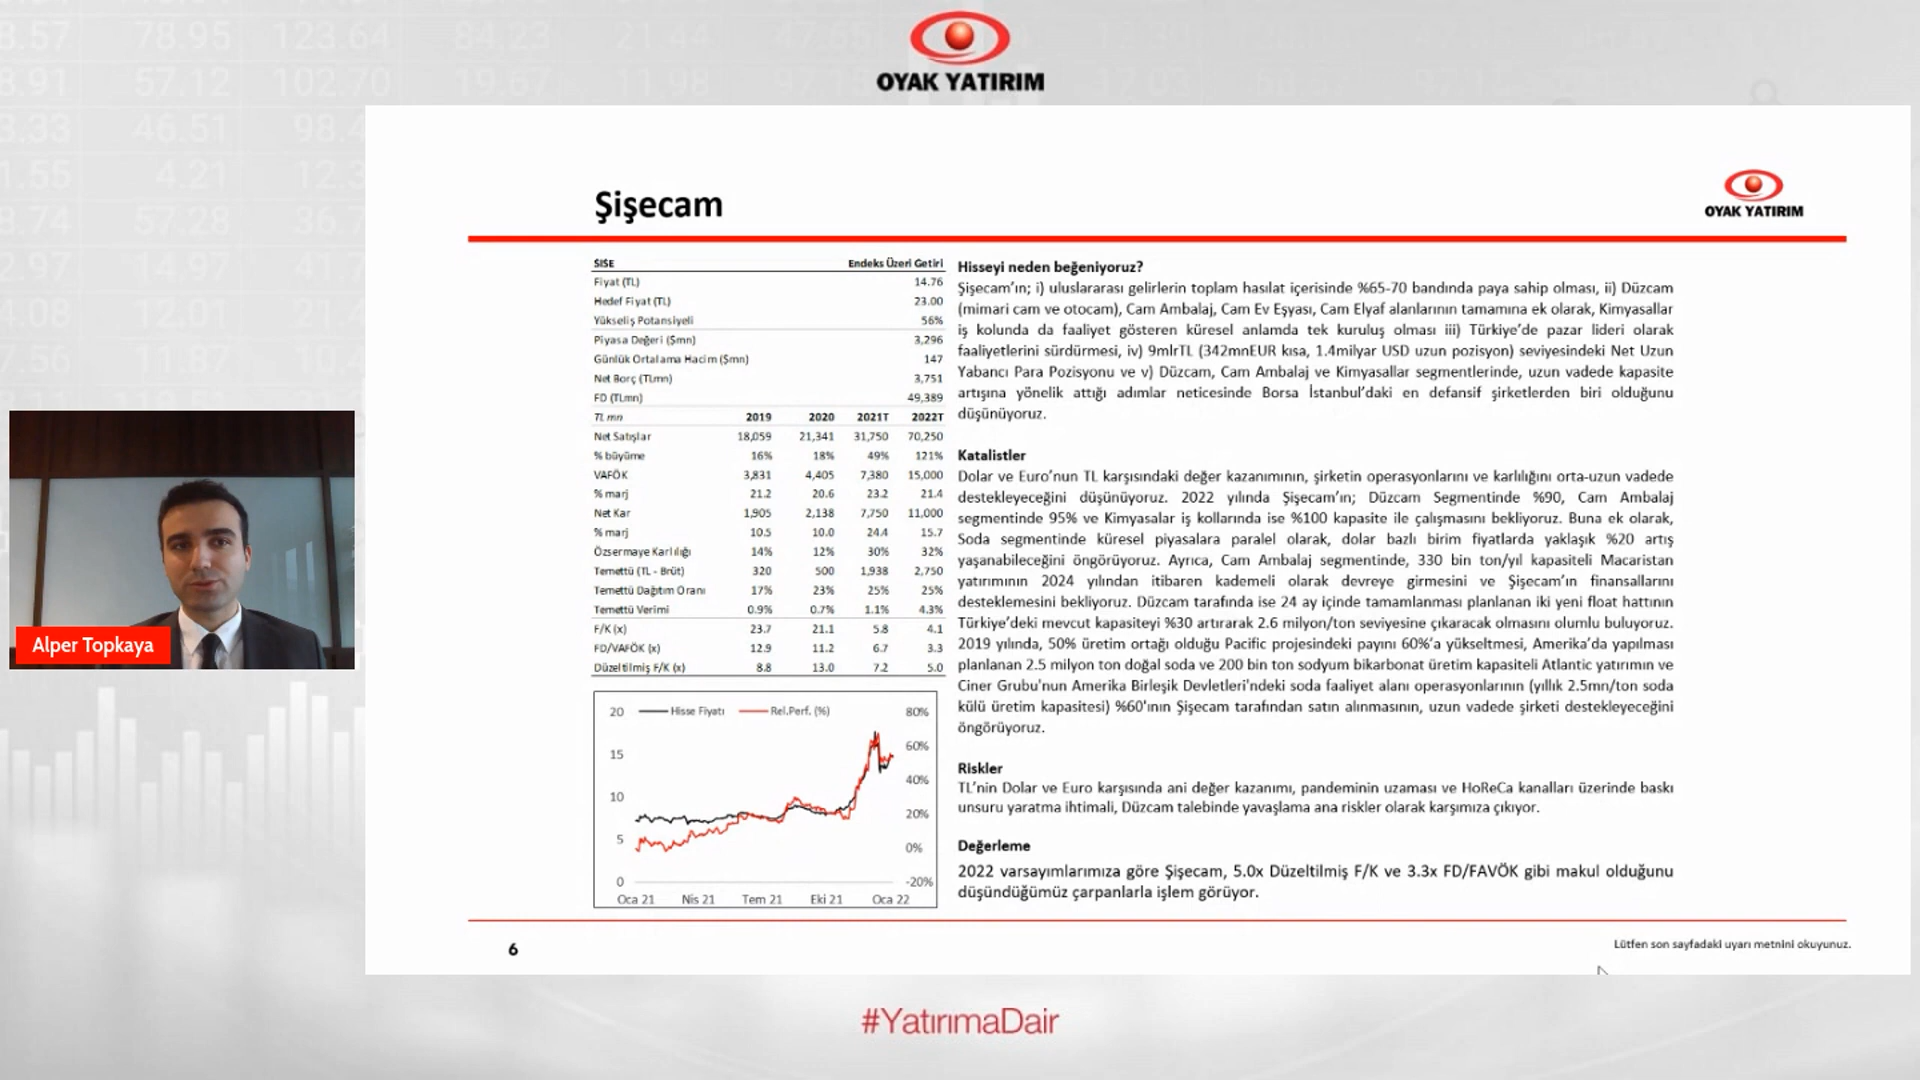 OYAK YATIRIM
Şişecam
OYAK YATIRIM
SISE Endeks Üzeri Getiri
Fiyat (TL) 14.76
Hedef Fiyat (TL) 23.00
Yükseliş Potansiyeli 56%
Piyasa Değeri ($mn) 3,296
Günlük Ortalama Hacim ($mn) 147
Net Borç (TLmn) 3,751
FD (TLmn) 49,389
TL mn 2019 2020 2021T 2022T
Net Satışlar 18,059 21,341 31,750 70,250
% büyüme 16% 18% 49% 121%
VAFÖK 3,831 4,405 7,380 15,000
% marj 21.2 20.6 23.2 21.4
Net Kar 1,905 2,138 7,750 11,000
% marj 10.5 10.0 24.4 15.7
Özsermaye Karlılığı 14% 12% 30% 32%
Temettü (TL - Brüt) 320 500 1,938 2,750
Temettü Dağıtım Oranı 17% 23% 25% 25%
Temettü Verimi 0.9% 0.7% 1.1% 4.3%
F/K (x) 23.7 21.1 5.8 4.1
FD/VAFÖK (x) 12.9 11.2 6.7 3.3
Düzeltilmiş F/K (x) 8.8 13.0 7.2 5.0
Hisse Fiyatı Rel.Perf. (%)
20 80%
15 60%
40%
10 20%
5 0%
0 -20%
Oca 21 Nis 21 Tem 21 Eki 21 Oca 22
Hisseyi neden beğeniyoruz?
Şişecam'ın; i) uluslararası gelirlerin toplam hasılat içerisinde %65-70 bandında paya sahip olması, ii) Düzcam
(mimari cam ve otocam), Cam Ambalaj, Cam Ev Eşyası, Cam Elyaf alanlarının tamamına ek olarak, Kimyasallar
iş kolunda da faaliyet gösteren küresel anlamda tek kuruluş olması iii) Türkiye'de pazar lideri olarak
faaliyetlerini sürdürmesi, iv) 9mlrTL (342mnEUR kısa, 1.4milyar USD uzun pozisyon) seviyesindeki Net Uzun
Yabancı Para Pozisyonu ve v) Düzcam, Cam Ambalaj ve Kimyasallar segmentlerinde, uzun vadede kapasite
artışına yönelik attığı adımlar neticesinde Borsa İstanbul'daki en defansif şirketlerden biri olduğunu
düşünüyoruz.
Katalistler
Dolar ve Euro'nun TL karşısındaki değer kazanımının, şirketin operasyonlarını ve karlılığını orta-uzun vadede
destekleyeceğini düşünüyoruz. 2022 yılında Şişecam'ın; Düzcam Segmentinde %90, Cam Ambalaj
segmentinde 95% ve Kimyasalar iş kollarında ise %100 kapasite ile çalışmasını bekliyoruz. Buna ek olarak,
Soda segmentinde küresel piyasalara paralel olarak, dolar bazlı birim fiyatlarda yaklaşık %20 artış
yaşanabileceğini öngörüyoruz. Ayrıca, Cam Ambalaj segmentinde, 330 bin ton/yıl kapasiteli Macaristan
yatırımının 2024 yılından itibaren kademeli olarak devreye girmesini ve Şişecam'ın finansallarını
desteklemesini bekliyoruz. Düzcam tarafında ise 24 ay içinde tamamlanması planlanan iki yeni float hattının
Türkiye'deki mevcut kapasiteyi %30 artırarak 2.6 milyon/ton seviyesine çıkaracak olmasını olumlu buluyoruz.
2019 yılında, 50% üretim ortağı olduğu Pacific projesindeki payını 60%'a yükseltmesi, Amerika'da yapılması
planlanan 2.5 milyon ton doğal soda ve 200 bin ton sodyum bikarbonat üretim kapasiteli Atlantic yatırımın ve
Ciner Grubu'nun Amerika Birleşik Devletleri'ndeki soda faaliyet alanı operasyonlarının (yıllık 2.5mn/ton soda
külü üretim kapasitesi) %60'ının Şişecam tarafından satın alınmasının, uzun vadede şirketi destekleyeceğini
öngörüyoruz.
Riskler
TL'nin Dolar ve Euro karşısında ani değer kazanımı, pandeminin uzaması ve HoReCa kanalları üzerinde baskı
unsuru yaratma ihtimali, Düzcam talebinde yavaşlama ana riskler olarak karşımıza çıkıyor.
Değerleme
2022 varsayımlarımıza göre Şişecam, 5.0x Düzeltilmiş F/K ve 3.3x FD/FAVÖK gibi makul olduğunu
düşündüğümüz çarpanlarla işlem görüyor.
6
Lütfen son sayfadaki uyarı metnini okuyunuz.
Alper Topkaya
#YatırımaDair